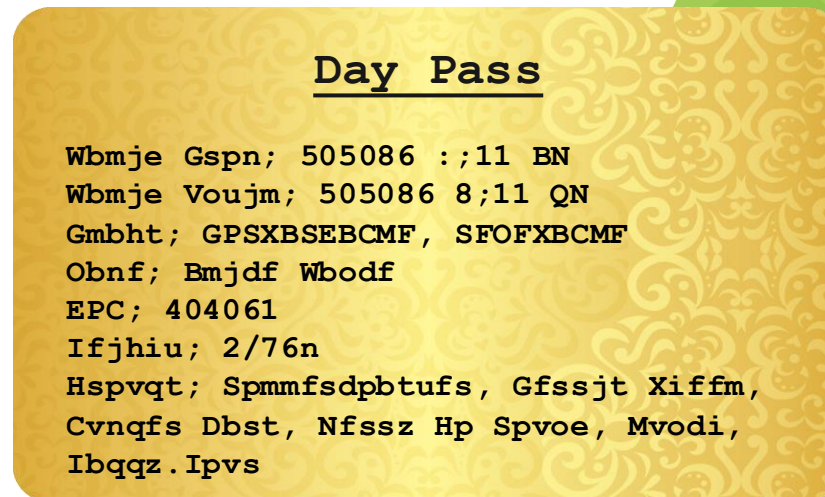 Day Pass
Wbmje Gspn; 505086 :;11 BN
Wbmje Voujm; 505086 8;11 QN
Gmbht; GPSXBSEBCMF, SFOFXBCMF
Obnf; Bmjdf Wbodf
EPC; 404061
Ifjhiu; 2/76n
Hspvqt; Spmmfsdpbtufs, Gfssjt Xiffm,
Cvnqfs Dbst, Nfssz Hp Spvoe, Mvodi,
Ibqqz.Ipvs